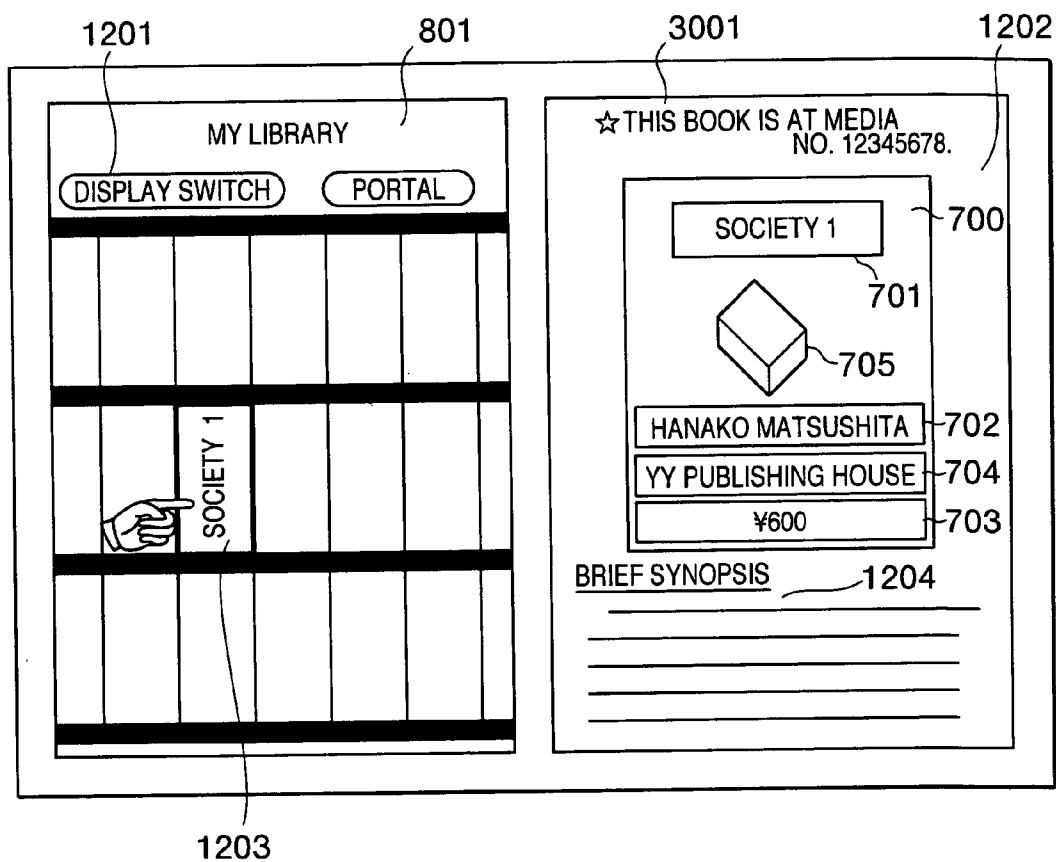 1201
801
3001
1202
MY LIBRARY
DISPLAY SWITCH
PORTAL
SOCIETY 1
☆THIS BOOK IS AT MEDIA
NO. 12345678.
700
SOCIETY 1
701
705
HANAKO MATSUSHITA
702
YY PUBLISHING HOUSE
704
¥600
703
BRIEF SYNOPSIS
1204
1203